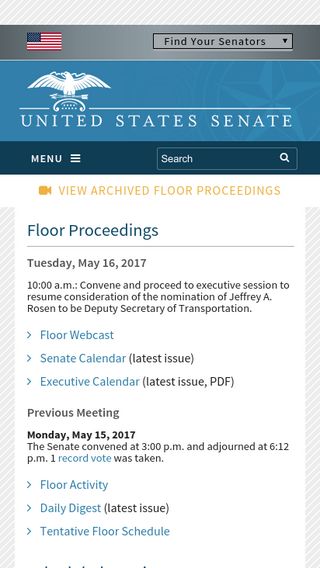 Find Your Senators
UNITED STATES SENATE
MENU
Search
VIEW ARCHIVED FLOOR PROCEEDINGS
Floor Proceedings
Tuesday, May 16, 2017
10:00 a.m.: Convene and proceed to executive session to
resume consideration of the nomination of Jeffrey A.
Rosen to be Deputy Secretary of Transportation.
Floor Webcast
Senate Calendar (latest issue)
Executive Calendar (latest issue, PDF)
Previous Meeting
Monday, May 15, 2017
The Senate convened at 3:00 p.m. and adjourned at 6:12
p.m. 1 record vote was taken.
Floor Activity
Daily Digest (latest issue)
Tentative Floor Schedule